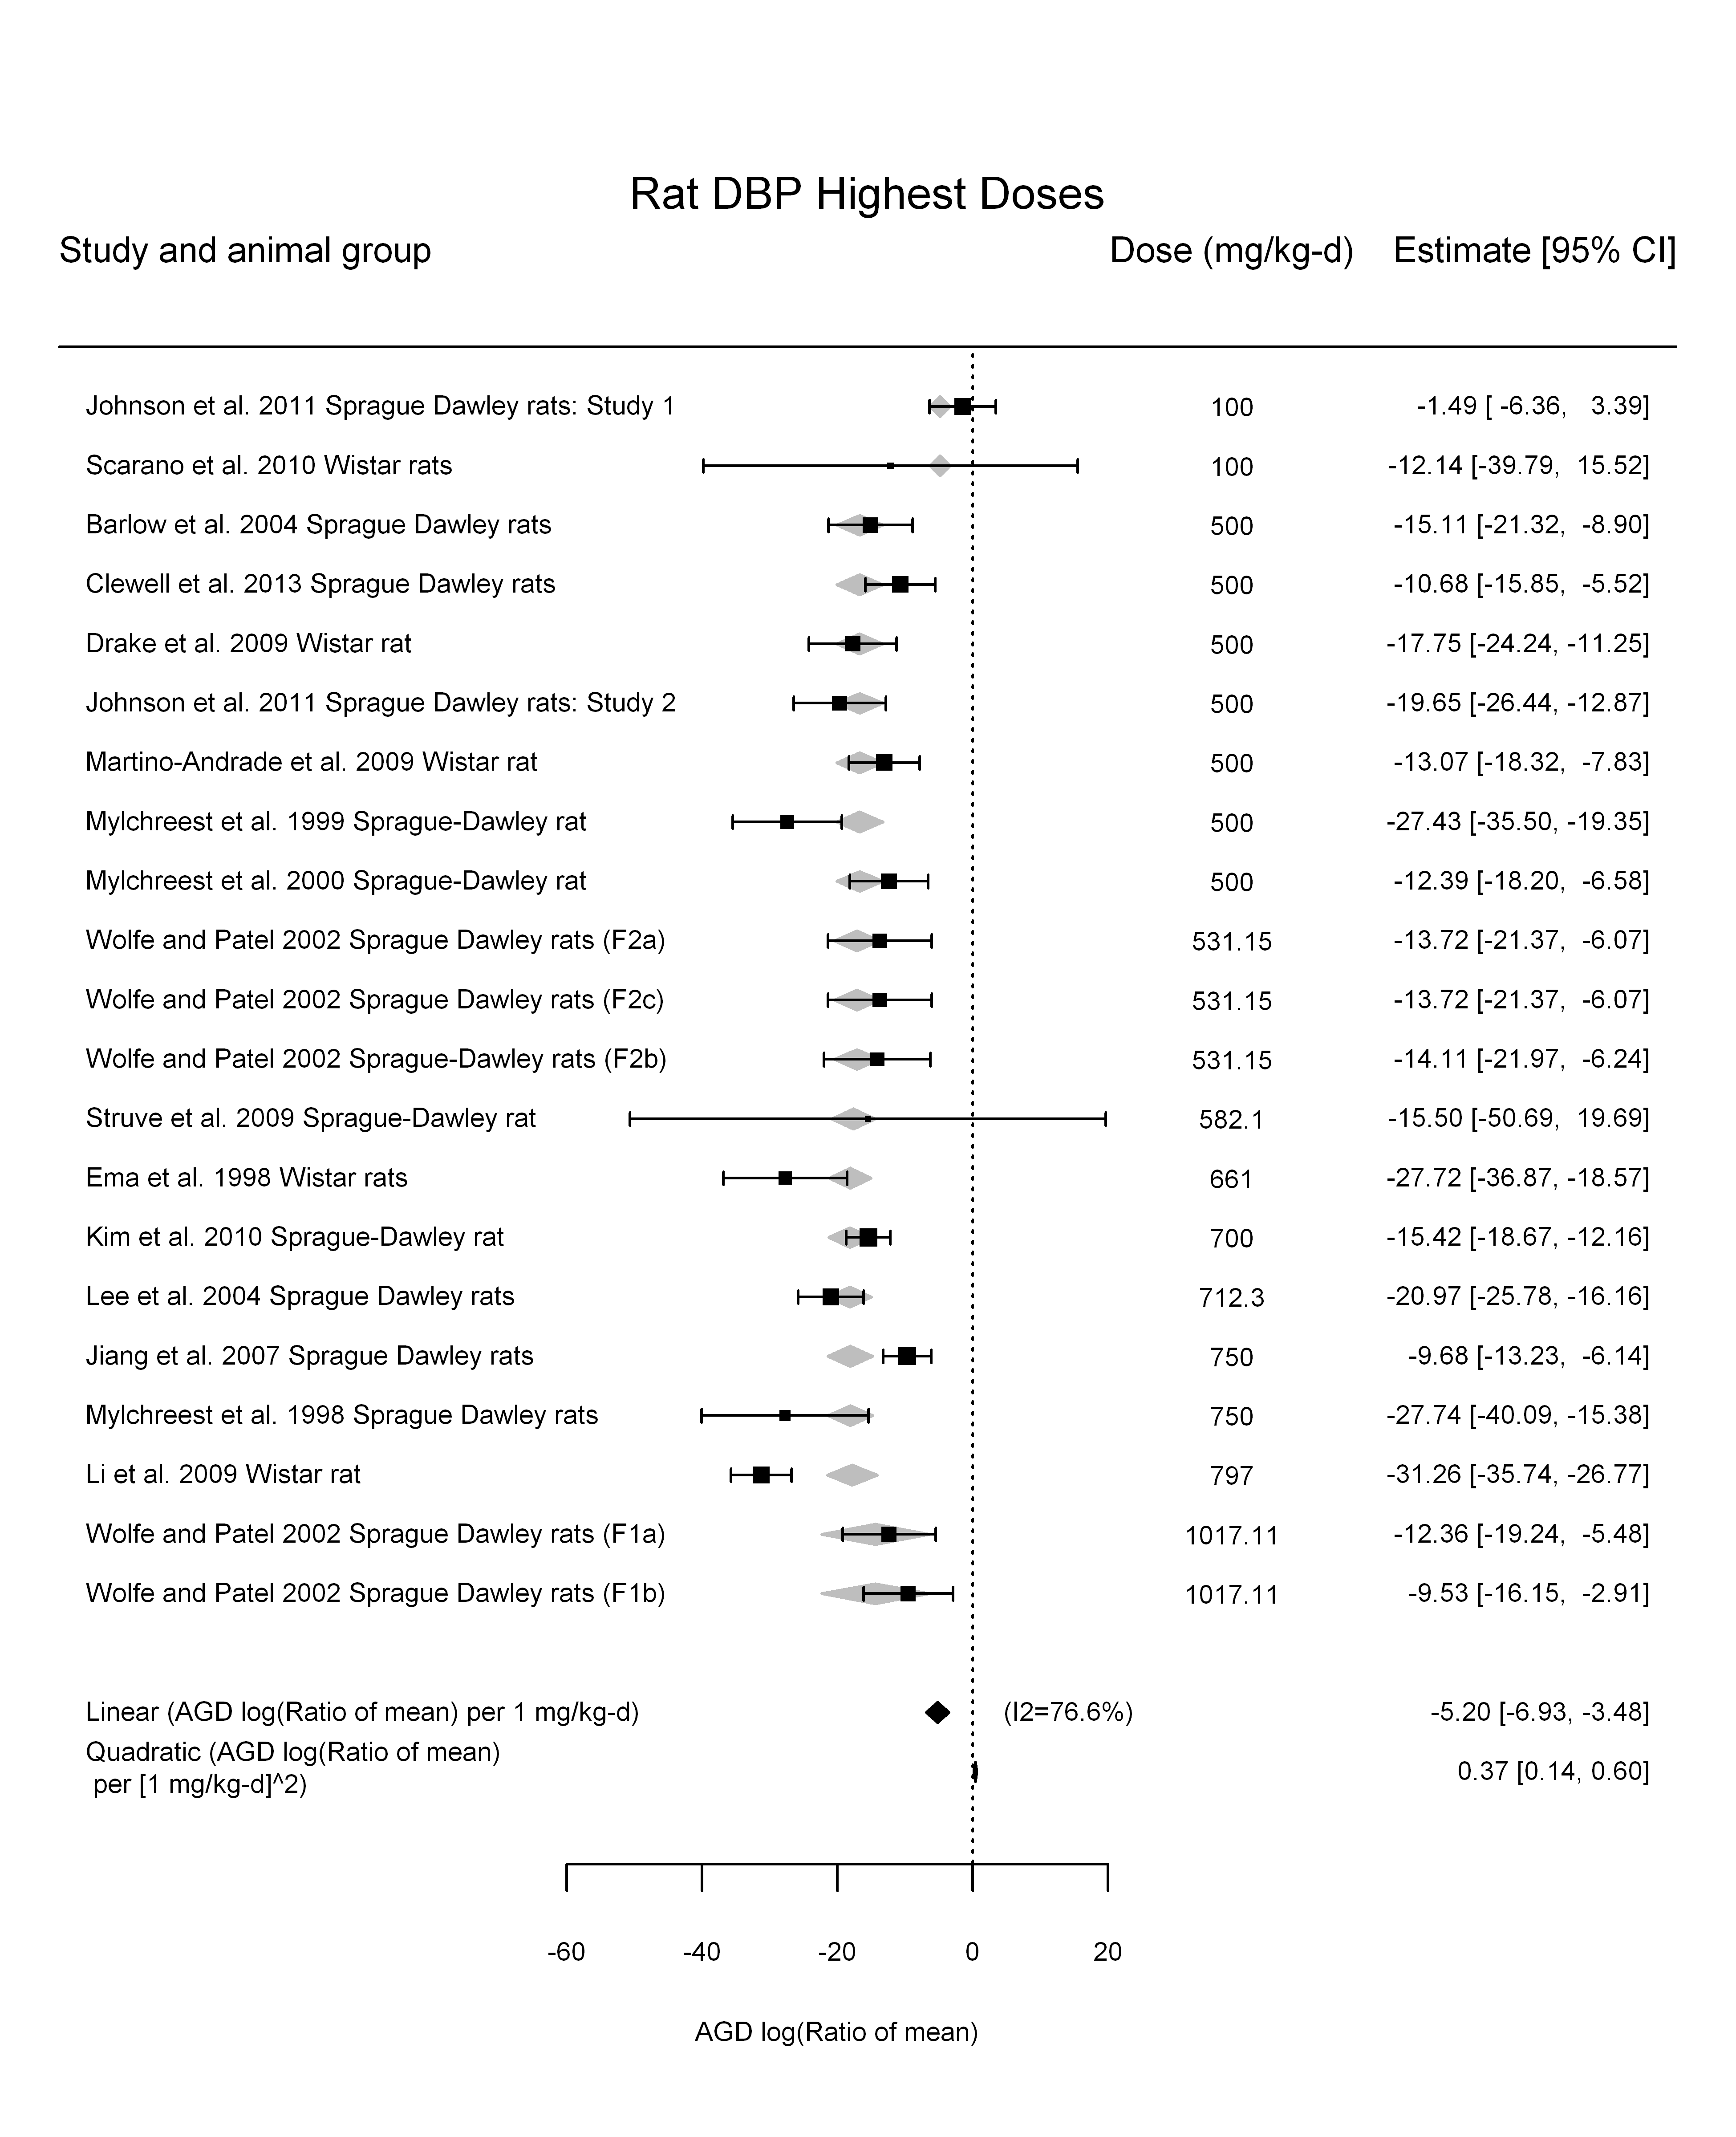 Rat DBP Highest Doses
Study and animal group Dose (mg/kg-d) Estimate [95% CI]
Johnson et al. 2011 Sprague Dawley rats: Study 1 100 -1.49 [ -6.36, 3.39]
Scarano et al. 2010 Wistar rats 100 -12.14 [-39.79, 15.52]
Barlow et al. 2004 Sprague Dawley rats 500 -15.11 [-21.32, -8.90]
Clewell et al. 2013 Sprague Dawley rats 500 -10.68 [-15.85, -5.52]
Drake et al. 2009 Wistar rat 500 -17.75 [-24.24, -11.25]
Johnson et al. 2011 Sprague Dawley rats: Study 2 500 -19.65 [-26.44, -12.87]
Martino-Andrade et al. 2009 Wistar rat 500 -13.07 [-18.32, -7.83]
Mylchreest et al. 1999 Sprague-Dawley rat 500 -27.43 [-35.50, -19.35]
Mylchreest et al. 2000 Sprague-Dawley rat 500 -12.39 [-18.20, -6.58]
Wolfe and Patel 2002 Sprague Dawley rats (F2a) 531.15 -13.72 [-21.37, -6.07]
Wolfe and Patel 2002 Sprague Dawley rats (F2c) 531.15 -13.72 [-21.37, -6.07]
Wolfe and Patel 2002 Sprague-Dawley rats (F2b) 531.15 -14.11 [-21.97, -6.24]
Struve et al. 2009 Sprague-Dawley rat 582.1 -15.50 [-50.69, 19.69]
Ema et al. 1998 Wistar rats 661 -27.72 [-36.87, -18.57]
Kim et al. 2010 Sprague-Dawley rat 700 -15.42 [-18.67, -12.16]
Lee et al. 2004 Sprague Dawley rats 712.3 -20.97 [-25.78, -16.16]
Jiang et al. 2007 Sprague Dawley rats 750 -9.68 [-13.23, -6.14]
Mylchreest et al. 1998 Sprague Dawley rats 750 -27.74 [-40.09, -15.38]
Li et al. 2009 Wistar rat 797 -31.26 [-35.74, -26.77]
Wolfe and Patel 2002 Sprague Dawley rats (F1a) 1017.11 -12.36 [-19.24, -5.48]
Wolfe and Patel 2002 Sprague Dawley rats (F1b) 1017.11 -9.53 [-16.15, -2.91]
Linear (AGD log(Ratio of mean) per 1 mg/kg-d) (I2=76.6%) -5.20 [-6.93, -3.48]
Quadratic (AGD log(Ratio of mean)
per [1 mg/kg-d]^2) 0.37 [0.14, 0.60]
-60 -40 -20 0 20
AGD log(Ratio of mean)